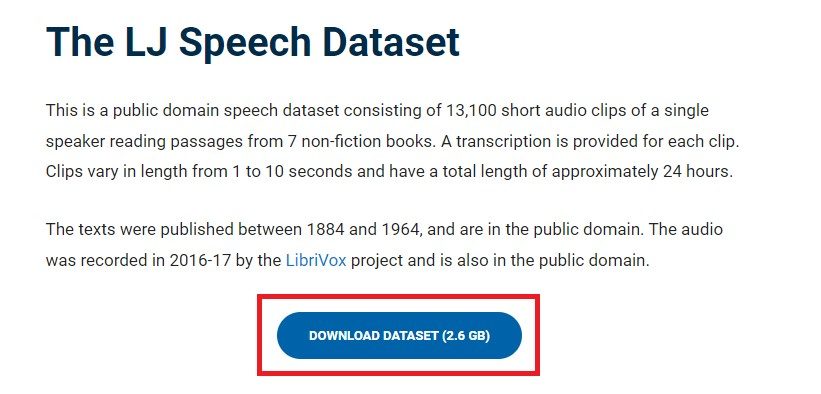 The LJ Speech Dataset
This is a public domain speech dataset consisting of 13,100 short audio clips of a single
speaker reading passages from 7 non-fiction books. A transcription is provided for each clip.
Clips vary in length from 1 to 10 seconds and have a total length of approximately 24 hours.
The texts were published between 1884 and 1964, and are in the public domain. The audio
was recorded in 2016-17 by the LibriVox project and is also in the public domain.
DOWNLOAD DATASET (2.6 GB)